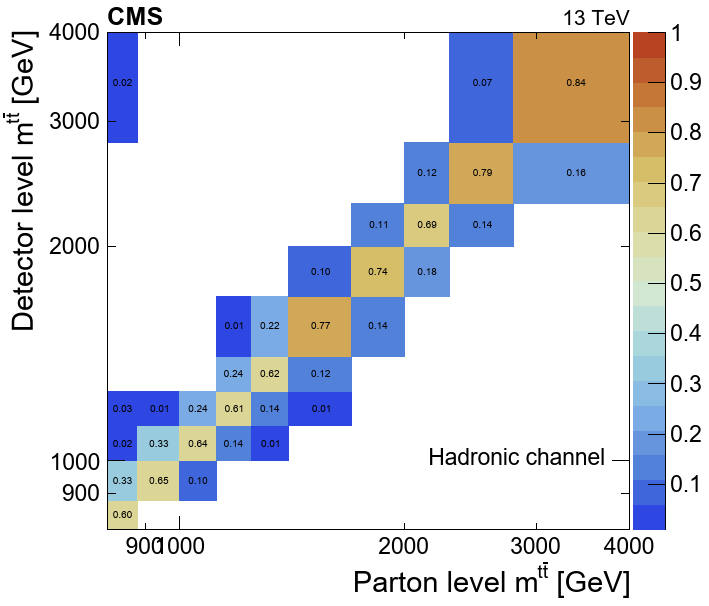 CMS 13 TeV
4000 1
0.02 0.07 0.84
0.9
3000
0.8
0.12 0.79 0.16
0.7
0.11 0.69 0.14
2000 0.6
0.10 0.74 0.18
0.5
0.01 0.22 0.77 0.14
0.4
0.24 0.62 0.12
0.3
0.03 0.01 0.24 0.61 0.14 0.01
0.02 0.33 0.64 0.14 0.01
0.2
1000 Hadronic channel
0.33 0.65 0.10
900 0.1
0.60
900 1000 2000 3000 4000
Parton level m^{tt̄} [GeV]
Detector level m^{tt̄} [GeV]